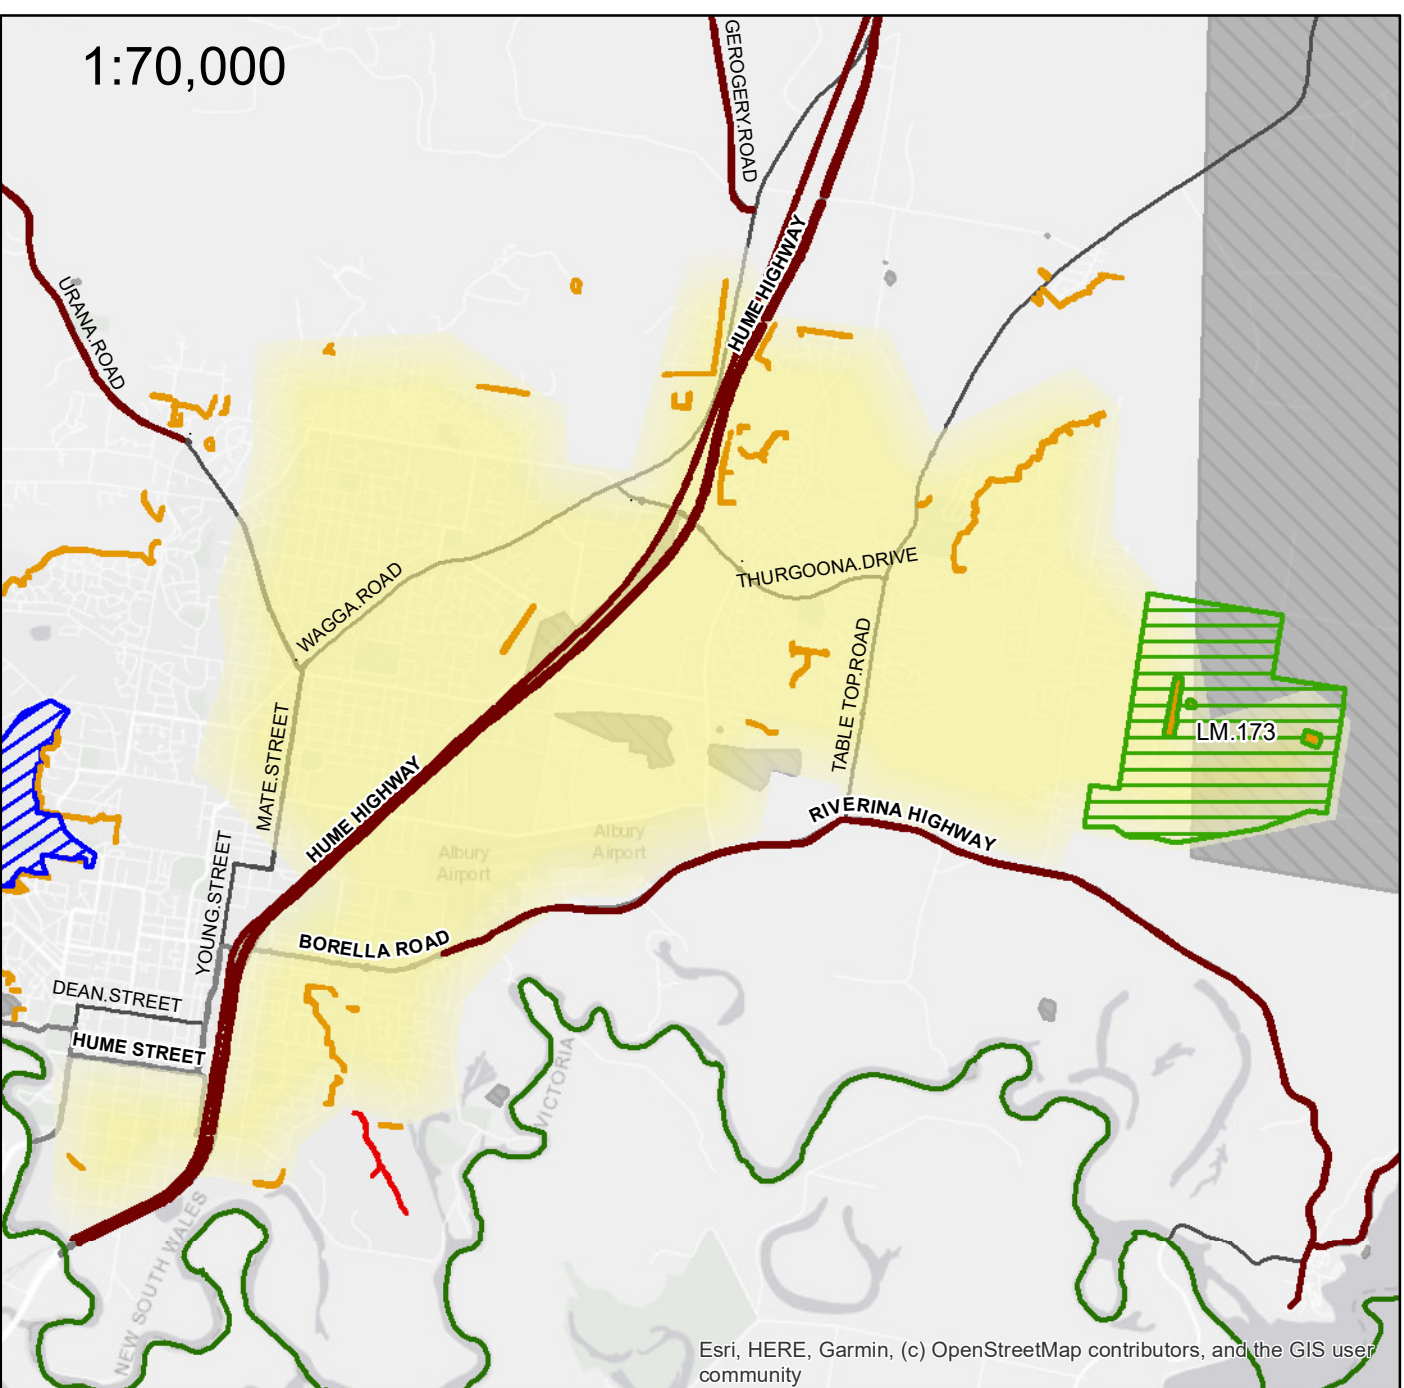 1:70,000
GEROGERY.ROAD
HUME HIGHWAY
URANA.ROAD
WAGGA.ROAD
THURGOONA.DRIVE
TABLE TOP.ROAD
LM.173
MATE.STREET
HUME HIGHWAY
RIVERINA HIGHWAY
Albury
Airport
Albury
Airport
YOUNG.STREET
BORELLA ROAD
DEAN.STREET
HUME STREET
VICTORIA
NEW SOUTH WALES
Esri, HERE, Garmin, (c) OpenStreetMap contributors, and the GIS user
community